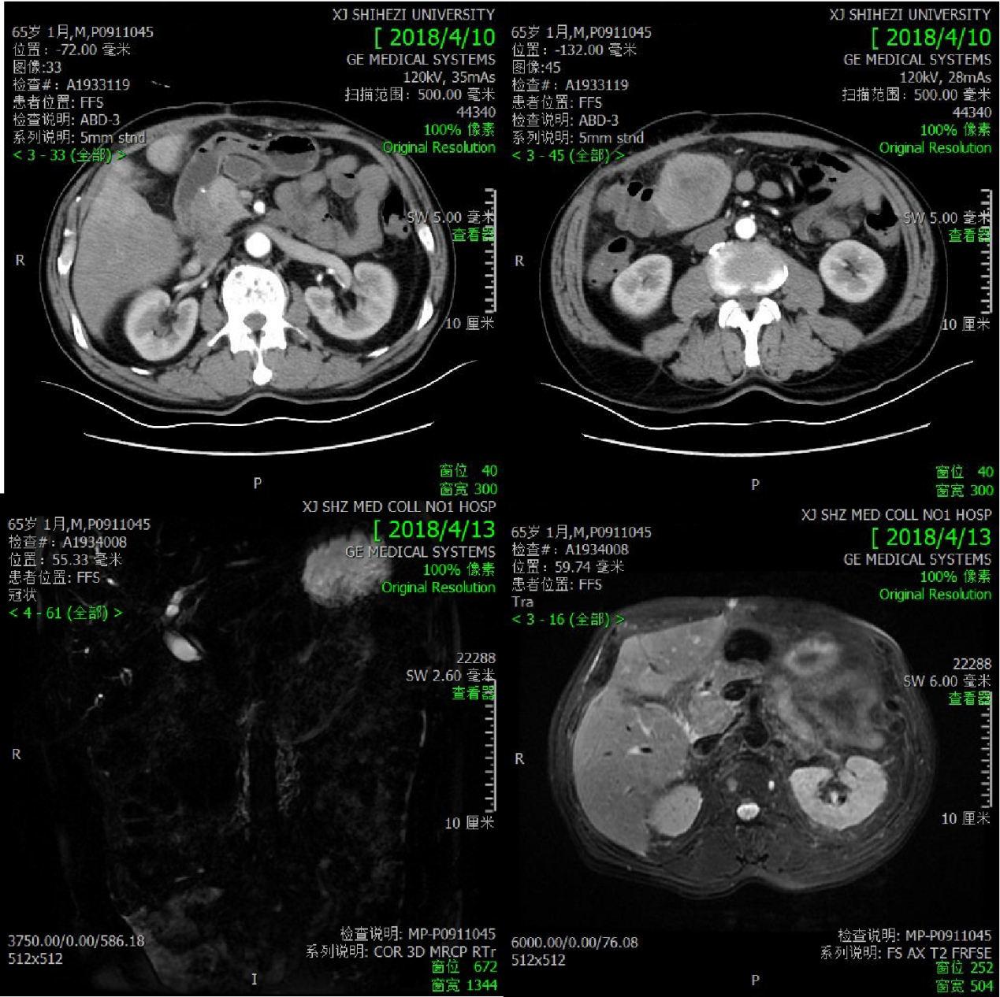 XJ SHIHEZI UNIVERSITY
65岁 1月,M,P0911045
[ 2018/4/10
位置: -72.00 毫米
GE MEDICAL SYSTEMS
图像:33
120kV, 35mAs
检查#: A1933119
扫描范围: 500.00 毫米
患者位置: FFS
44340
检查说明: ABD-3
100% 像素
系列说明: 5mm stnd
Original Resolution
< 3 - 33 (全部) >
SW 5.00 毫米
查看器
R
10 厘米
窗位 40
P
窗宽 300
XJ SHIHEZI UNIVERSITY
65岁 1月,M,P0911045
[ 2018/4/10
位置: -132.00 毫米
GE MEDICAL SYSTEMS
图像:45
120kV, 28mAs
检查#: A1933119
扫描范围: 500.00 毫米
患者位置: FFS
44340
检查说明: ABD-3
100% 像素
系列说明: 5mm stnd
Original Resolution
< 3 - 45 (全部) >
SW 5.00 毫米
查看器
R
10 厘米
窗位 40
P
窗宽 300
XJ SHZ MED COLL NO1 HOSP
65岁 1月,M,P0911045
[ 2018/4/13
检查#: A1934008
GE MEDICAL SYSTEMS
位置: 55.33 毫米
100% 像素
患者位置: FFS
Original Resolution
冠状
< 4 - 61 (全部) >
22288
SW 2.60 毫米
查看器
R
10 厘米
检查说明: MP-P0911045
3750.00/0.00/586.18
系列说明: COR 3D MRCP RTr
512x512
窗位 672
I
窗宽 1344
XJ SHZ MED COLL NO1 HOSP
65岁 1月,M,P0911045
[ 2018/4/13
检查#: A1934008
GE MEDICAL SYSTEMS
位置: 59.74 毫米
100% 像素
患者位置: FFS
Original Resolution
Tra
< 3 - 16 (全部) >
22288
SW 6.00 毫米
查看器
R
10 厘米
检查说明: MP-P0911045
6000.00/0.00/76.08
系列说明: FS AX T2 FRFSE
512x512
窗位 252
P
窗宽 504